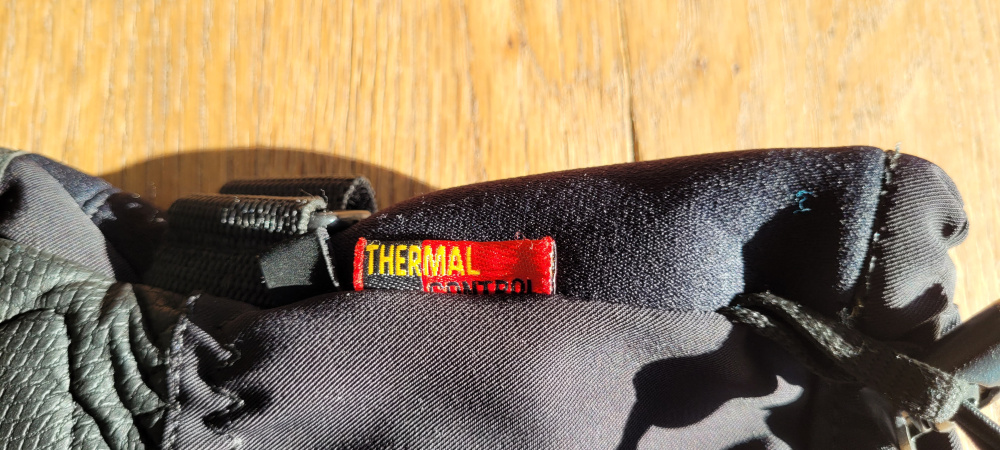 THERMAL
CONTROL